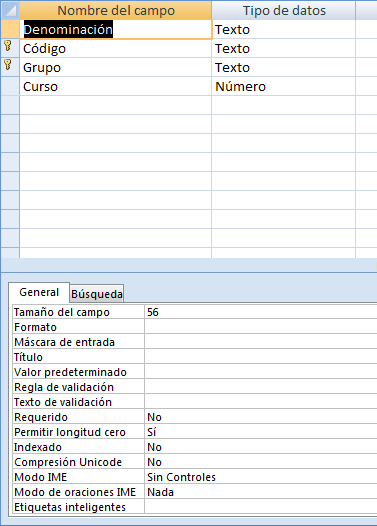 Nombre del campo Tipo de datos
Denominación Texto
Código Texto
Grupo Texto
Curso Número
General Búsqueda
Tamaño del campo 56
Formato
Máscara de entrada
Título
Valor predeterminado
Regla de validación
Texto de validación
Requerido No
Permitir longitud cero Sí
Indexado No
Compresión Unicode No
Modo IME Sin Controles
Modo de oraciones IME Nada
Etiquetas inteligentes